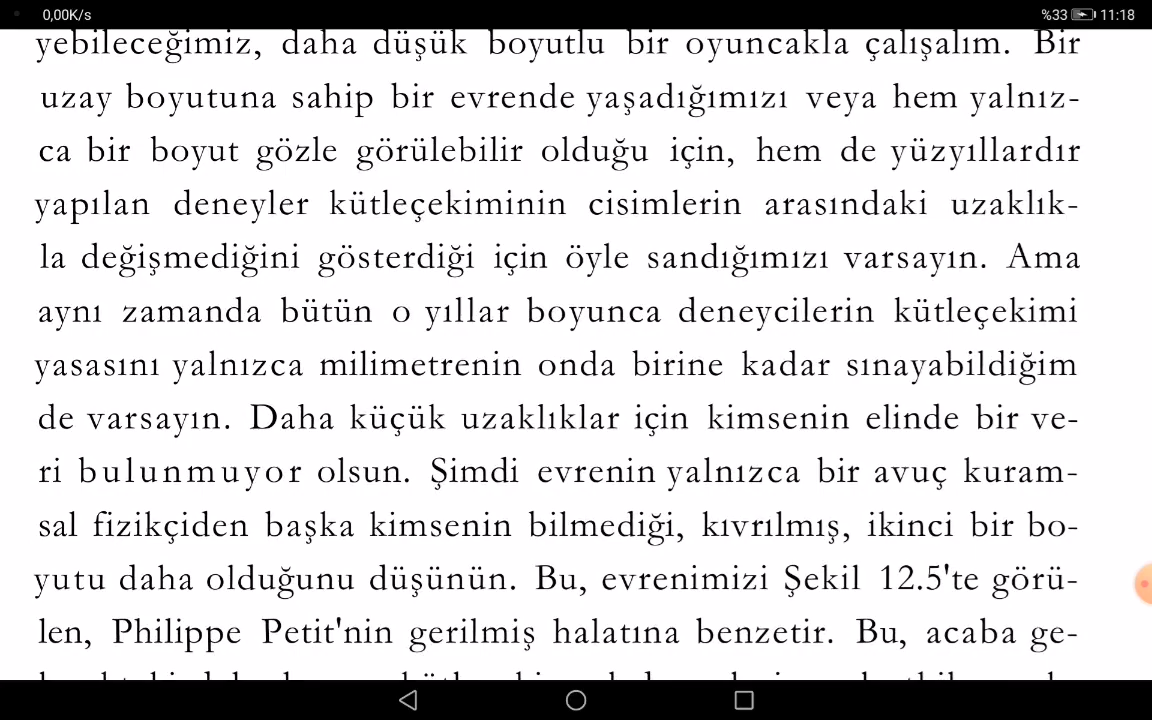 0,00K/s
%33 11:18
yebileceğimiz, daha düşük boyutlu bir oyuncakla çalışalım. Bir
uzay boyutuna sahip bir evrende yaşadığımızı veya hem yalnız-
ca bir boyut gözle görülebilir olduğu için, hem de yüzyıllardır
yapılan deneyler kütleçekiminin cisimlerin arasındaki uzaklık-
la değişmediğini gösterdiği için öyle sandığımızı varsayın. Ama
aynı zamanda bütün o yıllar boyunca deneycilerin kütleçekimi
yasasını yalnızca milimetrenin onda birine kadar sınayabildiğim
de varsayın. Daha küçük uzaklıklar için kimsenin elinde bir ve-
ri bulunmuyor olsun. Şimdi evrenin yalnızca bir avuç kuram-
sal fizikçiden başka kimsenin bilmediği, kıvrılmış, ikinci bir bo-
yutu daha olduğunu düşünün. Bu, evrenimizi Şekil 12.5'te görü-
len, Philippe Petit'nin gerilmiş halatına benzetir. Bu, acaba ge-